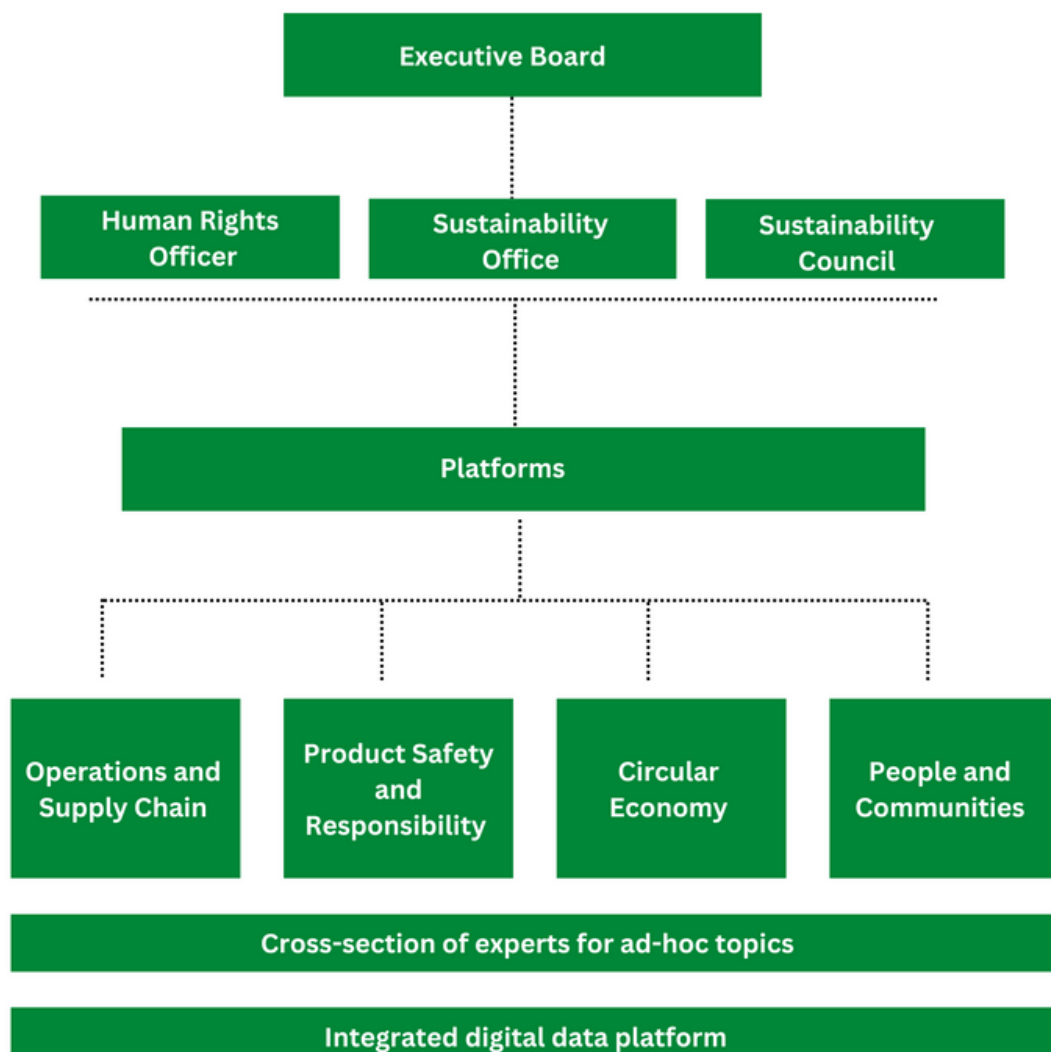 Executive Board
Human Rights
Officer
Sustainability
Office
Sustainability
Council
Platforms
Operations and
Supply Chain
Product Safety
and
Responsibility
Circular
Economy
People and
Communities
Cross-section of experts for ad-hoc topics
Integrated digital data platform